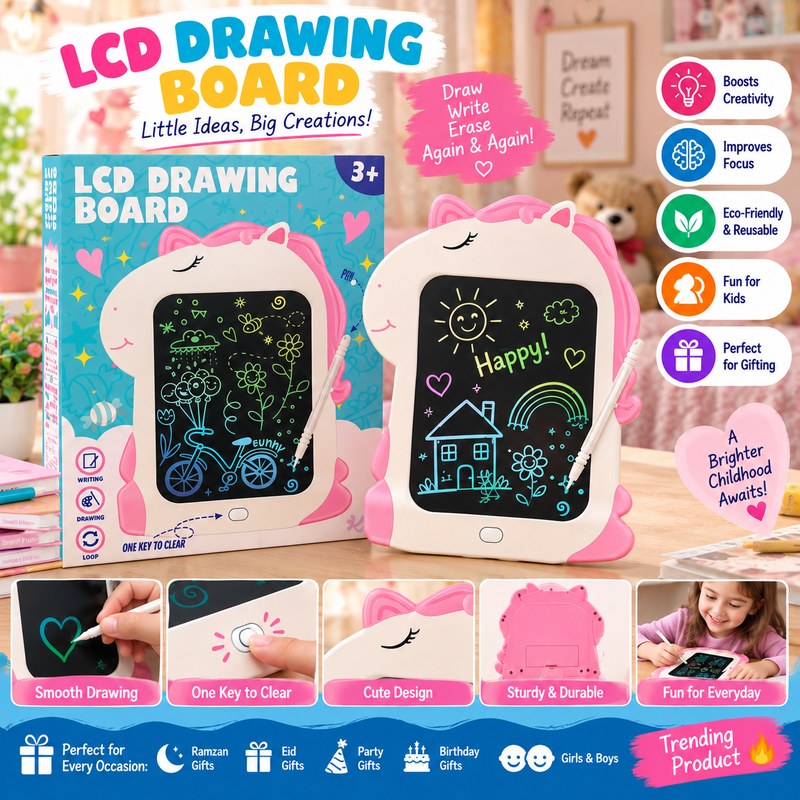 LCD DRAWING
BOARD
Little Ideas, Big Creations!
Draw
Write
Erase
Again & Again!
Dream
Create
Repeat
Boosts
Creativity
Improves
Focus
Eco-Friendly
& Reusable
Fun for
Kids
Perfect
for Gifting
A
Brighter
Childhood
Awaits!
LCD DRAWING
BOARD
3+
PEN
EUNNY
WRITING
DRAWING
LOOP
ONE KEY TO CLEAR
Happy!
Smooth Drawing
One Key to Clear
Cute Design
Sturdy & Durable
Fun for Everyday
Perfect for
Every Occasion:
Ramzan
Gifts
Eid
Gifts
Party
Gifts
Birthday
Gifts
Girls & Boys
Trending
Product